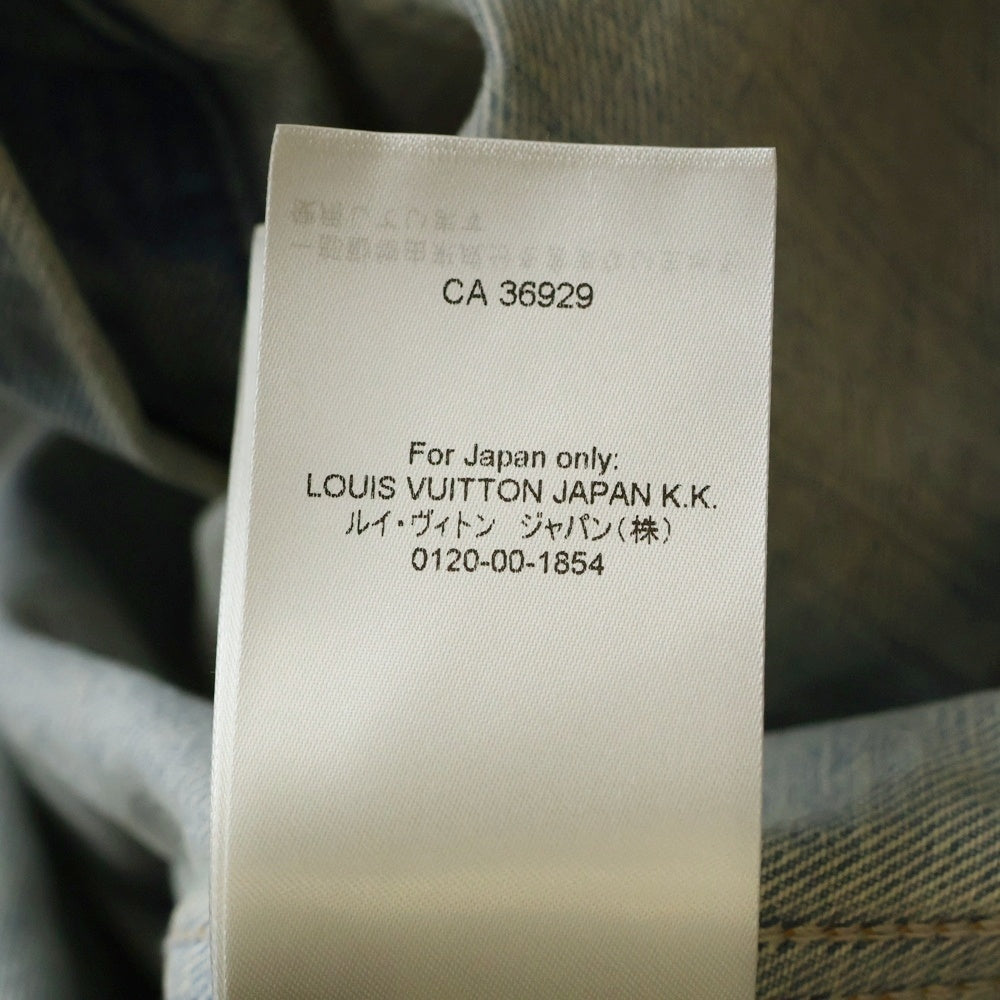 CA 36929
For Japan only:
LOUIS VUITTON JAPAN K.K.
ルイ・ヴィトン ジャパン(株)
0120-00-1854